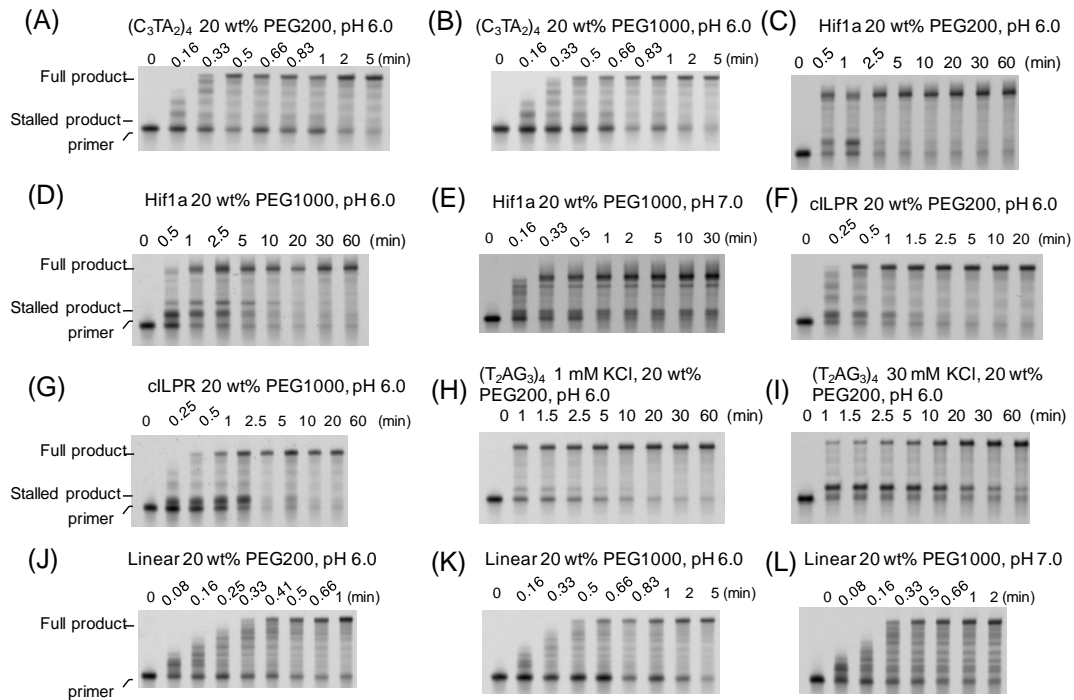 (A) (C3TA2)4 20 wt% PEG200, pH 6.0
0 0.16 0.33 0.5 0.66 0.83 1 2 5 (min)
Full product
Stalled product
primer
(B) (C3TA2)4 20 wt% PEG1000, pH 6.0
0 0.16 0.33 0.5 0.66 0.83 1 2 5 (min)
(C) Hif1a 20 wt% PEG200, pH 6.0
0 0.5 1 2.5 5 10 20 30 60 (min)
(D) Hif1a 20 wt% PEG1000, pH 6.0
0 0.5 1 2.5 5 10 20 30 60 (min)
Full product
Stalled product
primer
(E) Hif1a 20 wt% PEG1000, pH 7.0
0 0.16 0.33 0.5 1 2 5 10 30 (min)
(F) cILPR 20 wt% PEG200, pH 6.0
0 0.25 0.5 1 1.5 2.5 5 10 20 (min)
(G) cILPR 20 wt% PEG1000, pH 6.0
0 0.25 0.5 1 2.5 5 10 20 60 (min)
Full product
Stalled product
primer
(H) (T2AG3)4 1 mM KCl, 20 wt%
PEG200, pH 6.0
0 1 1.5 2.5 5 10 20 30 60 (min)
(I) (T2AG3)4 30 mM KCl, 20 wt%
PEG200, pH 6.0
0 1 1.5 2.5 5 10 20 30 60 (min)
(J) Linear 20 wt% PEG200, pH 6.0
0 0.08 0.16 0.25 0.33 0.41 0.5 0.66 1 (min)
Full product
primer
(K) Linear 20 wt% PEG1000, pH 6.0
0 0.16 0.33 0.5 0.66 0.83 1 2 5 (min)
(L) Linear 20 wt% PEG1000, pH 7.0
0 0.08 0.16 0.33 0.5 0.66 1 2 (min)